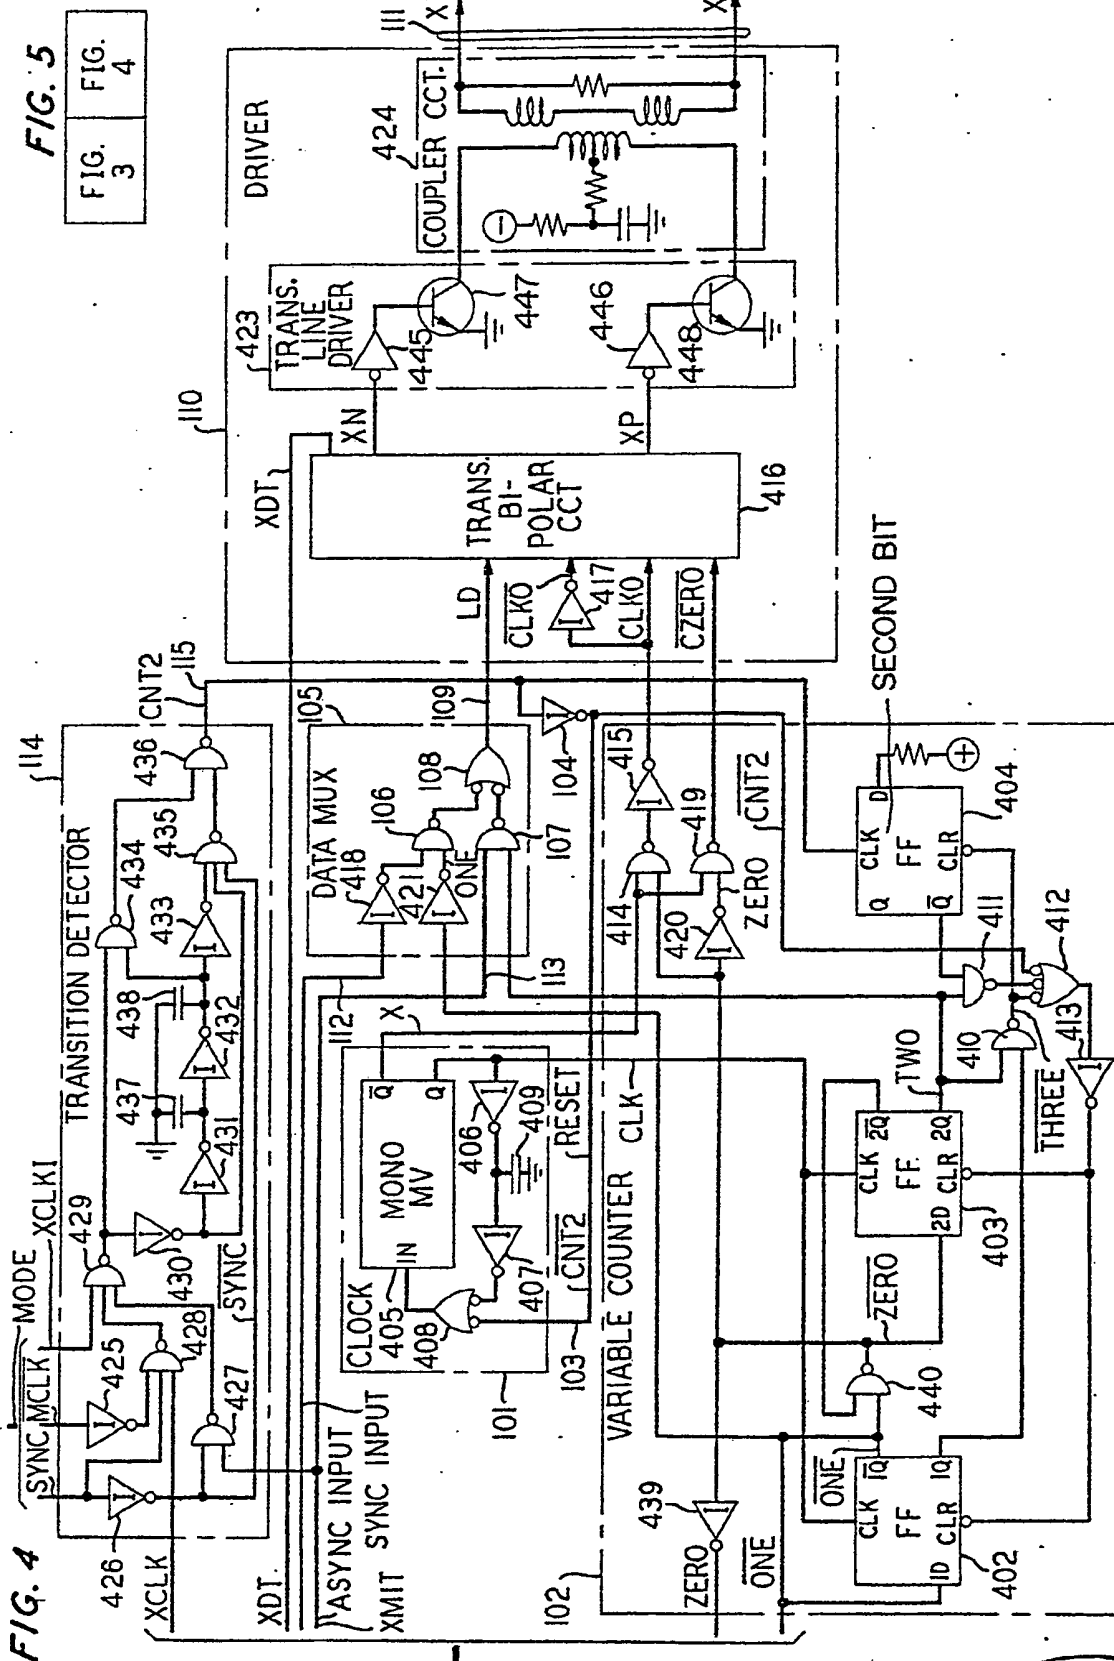 FIG. 4
FIG. 5
FIG. 3
FIG. 4
MODE
SYNC
MCLK
XCLKI
XCLK
TRANSITION DETECTOR
114
425
426
427
428
429
430
431
432
433
434
435
436
437
438
SYNC
CNT2
115
XDT
ASYNC INPUT
SYNC INPUT
XMIT
112
113
DATA MUX
105
418
421
ONE
106
107
108
109
LD
104
CLOCK
101
MONO
MV
Q
Q
IN
X
405
406
407
408
409
RESET
CNT2
103
CLK
VARIABLE COUNTER
102
414
415
419
420
ZERO
CNT2
439
ZERO
ONE
ONE
440
ZERO
CLK
FF
CLR
1Q
1Q
1D
402
CLK
FF.
CLR
2Q
2Q
2D
403
TWO
THREE
410
411
412
413
CLK
FF
CLR
Q
Q
D
404
SECOND BIT
110
DRIVER
XDT
TRANS.
BI-
POLAR
CCT
416
CLKO
417
CLKO
CZERO
XN
XP
423
TRANS.
LINE
DRIVER
445
446
447
448
424
COUPLER CCT.
111
X
X